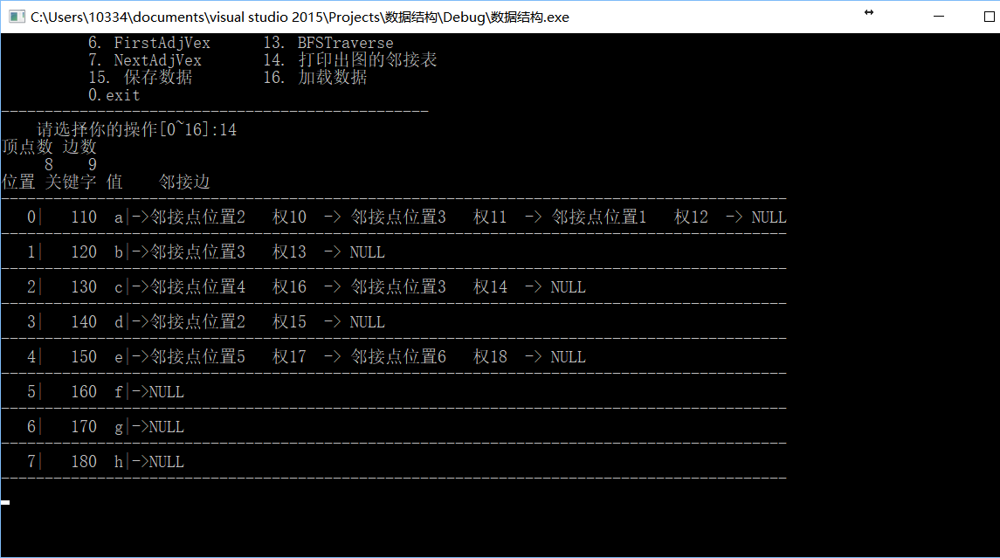 C:\Users\10334\documents\visual studio 2015\Projects\数据结构\Debug\数据结构.exe
6. FirstAdjVex 13. BFSTraverse
7. NextAdjVex 14. 打印出图的邻接表
15. 保存数据 16. 加载数据
0.exit
-------------------------------------------------
请选择你的操作[0~16]:14
顶点数 边数
8 9
位置 关键字 值 邻接边
------------------------------------------------------------------------------------------
0| 110 a|->邻接点位置2 权10 -> 邻接点位置3 权11 -> 邻接点位置1 权12 -> NULL
------------------------------------------------------------------------------------------
1| 120 b|->邻接点位置3 权13 -> NULL
------------------------------------------------------------------------------------------
2| 130 c|->邻接点位置4 权16 -> 邻接点位置3 权14 -> NULL
------------------------------------------------------------------------------------------
3| 140 d|->邻接点位置2 权15 -> NULL
------------------------------------------------------------------------------------------
4| 150 e|->邻接点位置5 权17 -> 邻接点位置6 权18 -> NULL
------------------------------------------------------------------------------------------
5| 160 f|->NULL
------------------------------------------------------------------------------------------
6| 170 g|->NULL
------------------------------------------------------------------------------------------
7| 180 h|->NULL
------------------------------------------------------------------------------------------